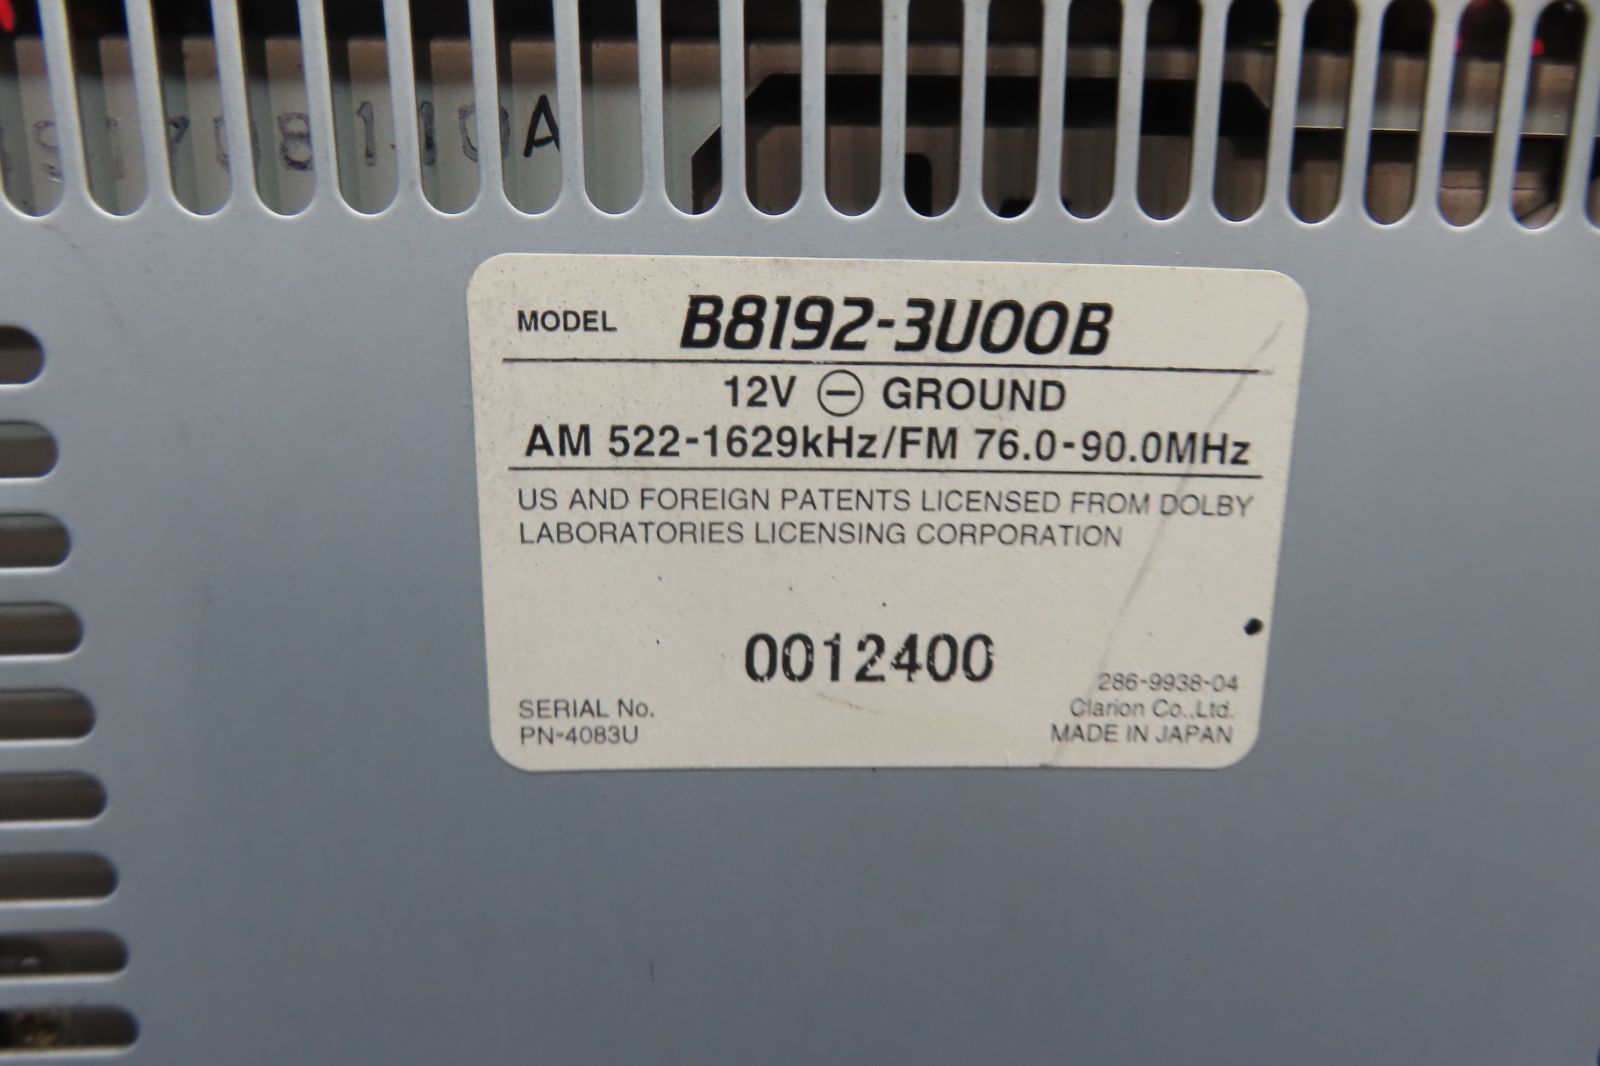 08110A
MODEL B8192-3U00B
12V ⊖ GROUND
AM 522-1629kHz/FM 76.0-90.0MHz
US AND FOREIGN PATENTS LICENSED FROM DOLBY
LABORATORIES LICENSING CORPORATION
0012400
SERIAL No.
PN-4083U
286-9938-04
Clarion Co.,Ltd.
MADE IN JAPAN